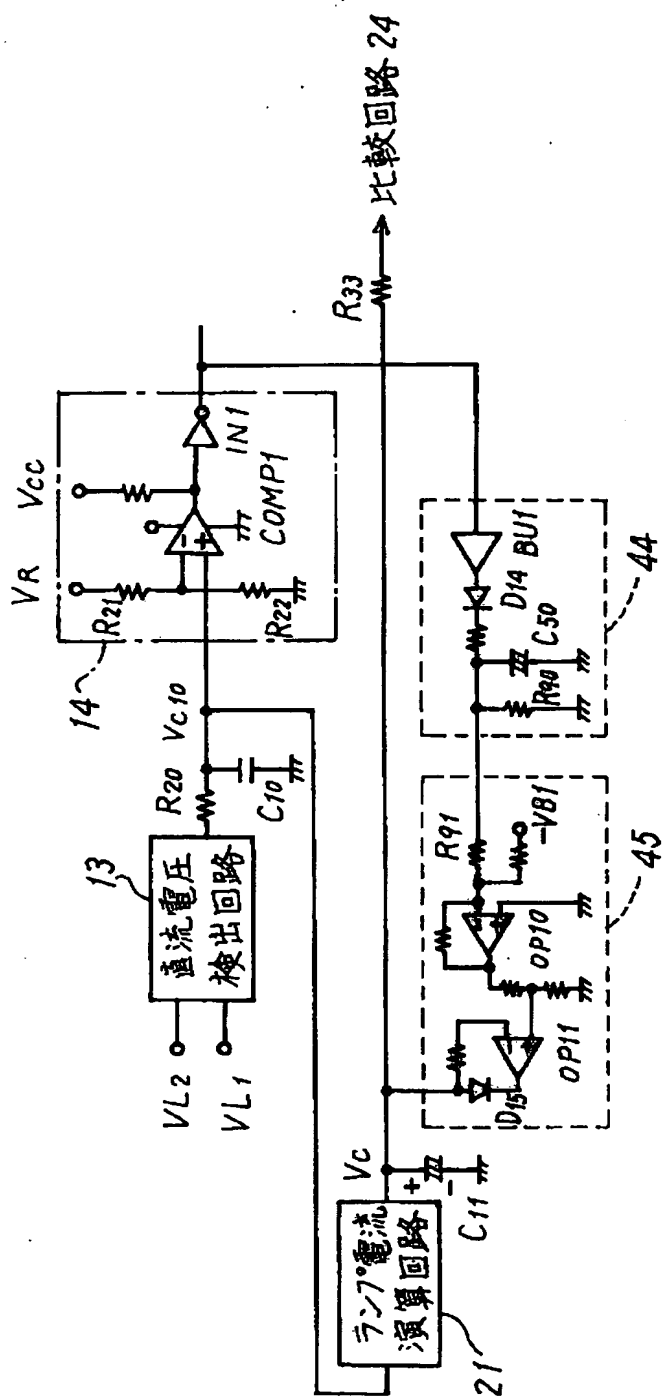 14
VR
Vcc
R21
R22
COMP1
IN1
13
直流電圧
検出回路
VL2
VL1
R20
C10
Vc10
R33
比較回路 24
21
ランプ電流
演算回路
Vc
+
-
C11
D15
OP11
OP10
R91
-VB1
45
BU1
D14
C50
R90
44